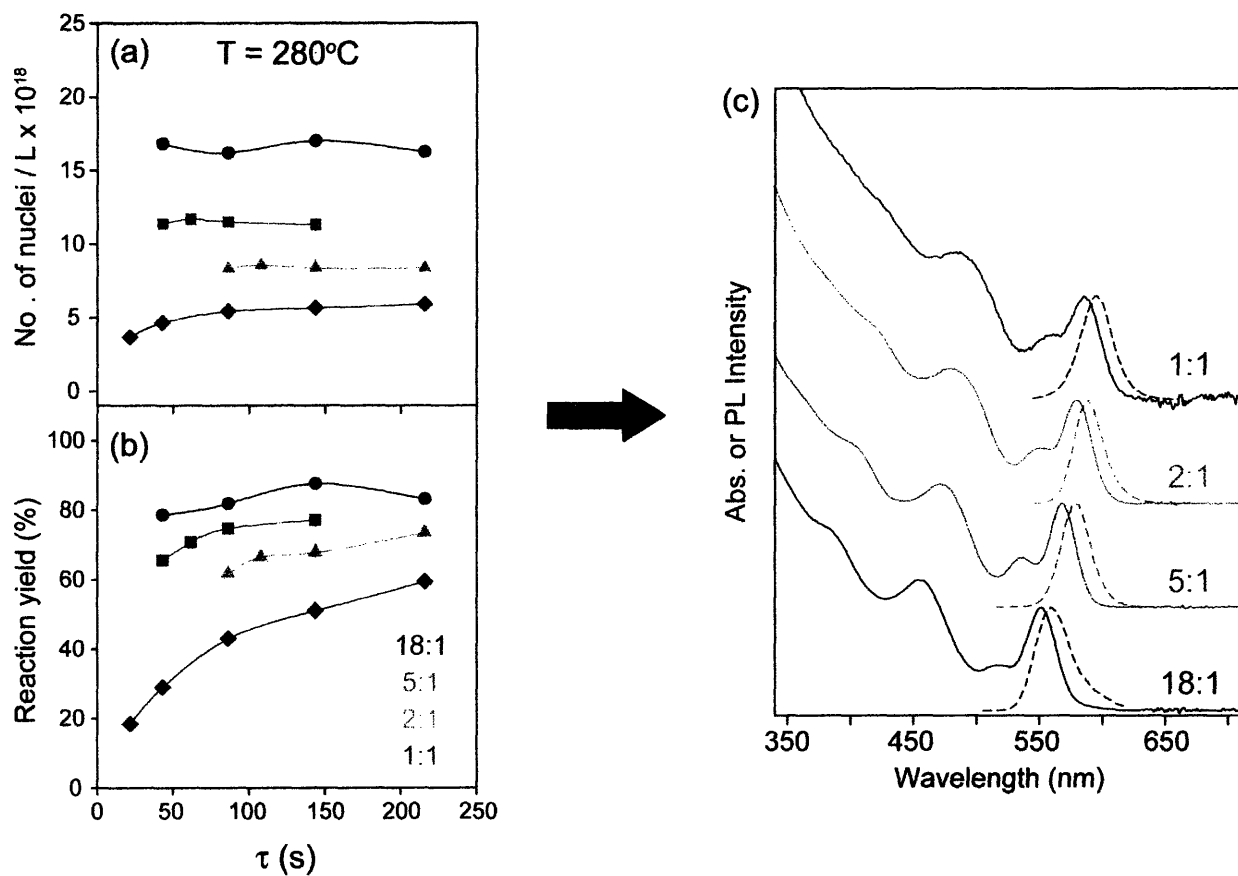 (a) T = 280°C
No. of nuclei / L x 10^18
25
20
15
10
5
0
(b)
Reaction yield (%)
100
80
60
40
20
0
18:1
5:1
2:1
1:1
0 50 100 150 200 250
τ (s)
(c)
Abs. or PL Intensity
1:1
2:1
5:1
18:1
350 450 550 650
Wavelength (nm)